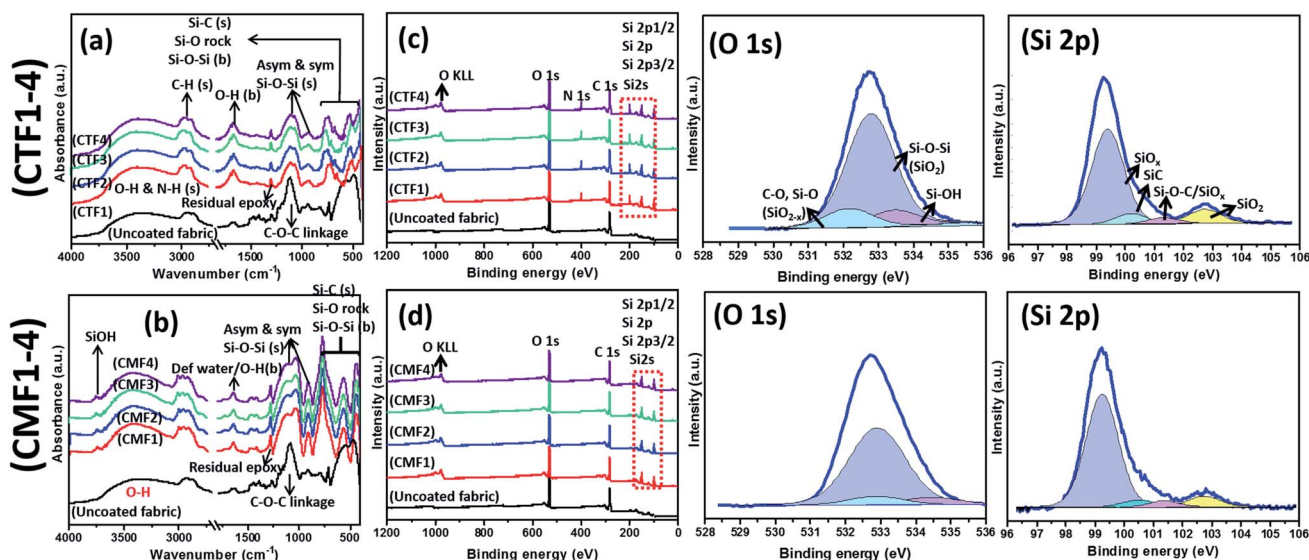 (CTF1-4)
(a)
Si-C (s)
Si-O rock
Si-O-Si (b)
Asym & sym
Si-O-Si (s)
C-H (s)
O-H (b)
(CTF4)
(CTF3)
(CTF2)
O-H & N-H (s)
(CTF1)
Residual epoxy
(Uncoated fabric)
C-O-C linkage
Absorbance (a.u.)
4000 3000 1500 1000 500
Wavenumber (cm⁻¹)
(c)
Si 2p1/2
Si 2p
Si 2p3/2
Si2s
O KLL
O 1s
N 1s
C 1s
(CTF4)
(CTF3)
(CTF2)
(CTF1)
(Uncoated fabric)
Intensity (a.u.)
1200 1000 800 600 400 200 0
Binding energy (eV)
(O 1s)
Si-O-Si
(SiO₂)
C-O, Si-O
(SiO₂₋ₓ)
Si-OH
Intensity (a.u.)
528 529 530 531 532 533 534 535 536
Binding energy (eV)
(Si 2p)
SiOₓ
SiC
Si-O-C/SiOₓ
SiO₂
Intensity (a.u.)
96 97 98 99 100 101 102 103 104 105 106
Binding energy (eV)
(CMF1-4)
(b)
Si-C (s)
Si-O rock
Si-O-Si (b)
Asym & sym
Si-O-Si (s)
SiOH
Def water/O-H(b)
(CMF4)
(CMF3)
(CMF2)
(CMF1)
Residual epoxy
O-H
(Uncoated fabric)
C-O-C linkage
Absorbance (a.u.)
4000 3000 1500 1000 500
Wavenumber (cm⁻¹)
(d)
Si 2p1/2
Si 2p
Si 2p3/2
Si2s
O KLL
O 1s
C 1s
(CMF4)
(CMF3)
(CMF2)
(CMF1)
(Uncoated fabric)
Intensity (a.u.)
1200 1000 800 600 400 200 0
Binding energy (eV)
(O 1s)
Intensity (a.u.)
528 529 530 531 532 533 534 535 536
Binding energy (eV)
(Si 2p)
Intensity (a.u.)
96 97 98 99 100 101 102 103 104 105 106
Binding energy (eV)